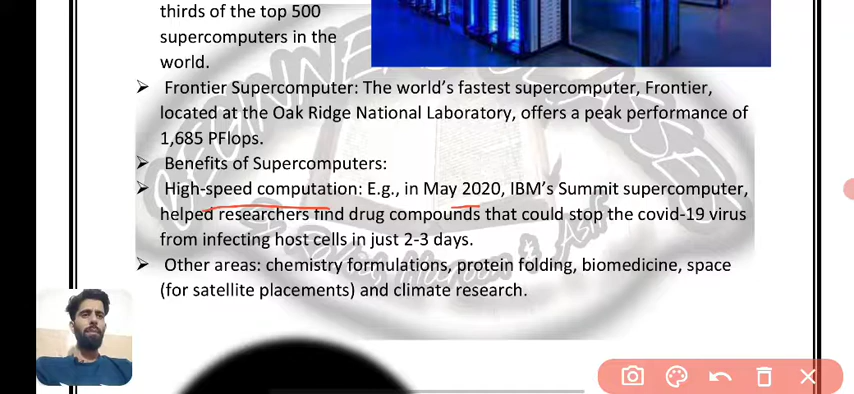 thirds of the top 500
supercomputers in the
world.
➢ Frontier Supercomputer: The world's fastest supercomputer, Frontier,
located at the Oak Ridge National Laboratory, offers a peak performance of
1,685 PFlops.
➢ Benefits of Supercomputers:
➢ High-speed computation: E.g., in May 2020, IBM's Summit supercomputer,
helped researchers find drug compounds that could stop the covid-19 virus
from infecting host cells in just 2-3 days.
➢ Other areas: chemistry formulations, protein folding, biomedicine, space
(for satellite placements) and climate research.